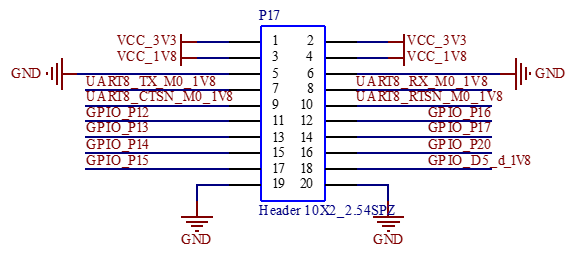 P17
VCC_3V3 1 2 VCC_3V3
VCC_1V8 3 4 VCC_1V8
GND 5 6 GND
UART8_TX_M0_1V8 7 8 UART8_RX_M0_1V8
UART8_CTSN_M0_1V8 9 10 UART8_RTSN_M0_1V8
GPIO_P12 11 12 GPIO_P16
GPIO_P13 13 14 GPIO_P17
GPIO_P14 15 16 GPIO_P20
GPIO_P15 17 18 GPIO_D5_d_1V8
19 20
Header 10X2_2.54SPZ
GND GND